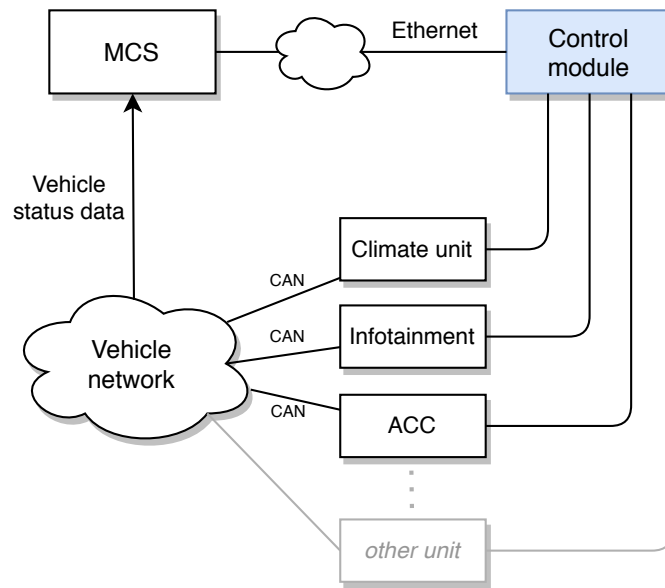 MCS
Ethernet
Control
module
Vehicle
status data
Climate unit
CAN
Infotainment
CAN
Vehicle
network
ACC
CAN
other unit